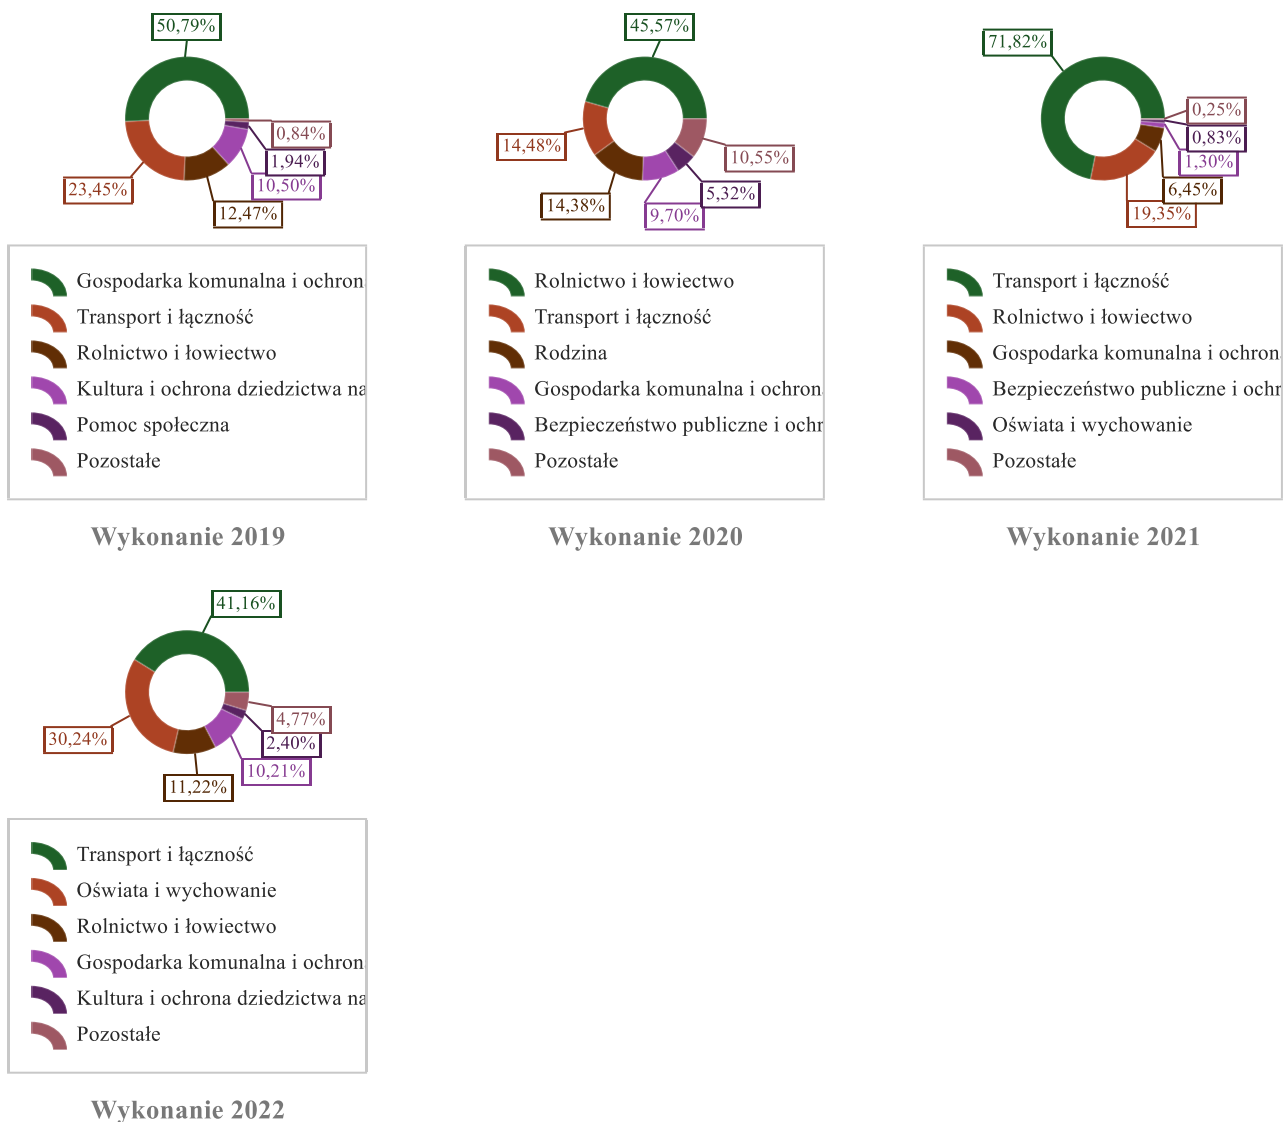 50,79%
0,84%
1,94%
10,50%
12,47%
23,45%
Gospodarka komunalna i ochron
Transport i łączność
Rolnictwo i łowiectwo
Kultura i ochrona dziedzictwa na
Pomoc społeczna
Pozostałe
Wykonanie 2019
45,57%
14,48%
10,55%
5,32%
14,38%
9,70%
Rolnictwo i łowiectwo
Transport i łączność
Rodzina
Gospodarka komunalna i ochron
Bezpieczeństwo publiczne i ochr
Pozostałe
Wykonanie 2020
71,82%
0,25%
0,83%
1,30%
6,45%
19,35%
Transport i łączność
Rolnictwo i łowiectwo
Gospodarka komunalna i ochron
Bezpieczeństwo publiczne i ochr
Oświata i wychowanie
Pozostałe
Wykonanie 2021
41,16%
4,77%
2,40%
30,24%
10,21%
11,22%
Transport i łączność
Oświata i wychowanie
Rolnictwo i łowiectwo
Gospodarka komunalna i ochron
Kultura i ochrona dziedzictwa na
Pozostałe
Wykonanie 2022